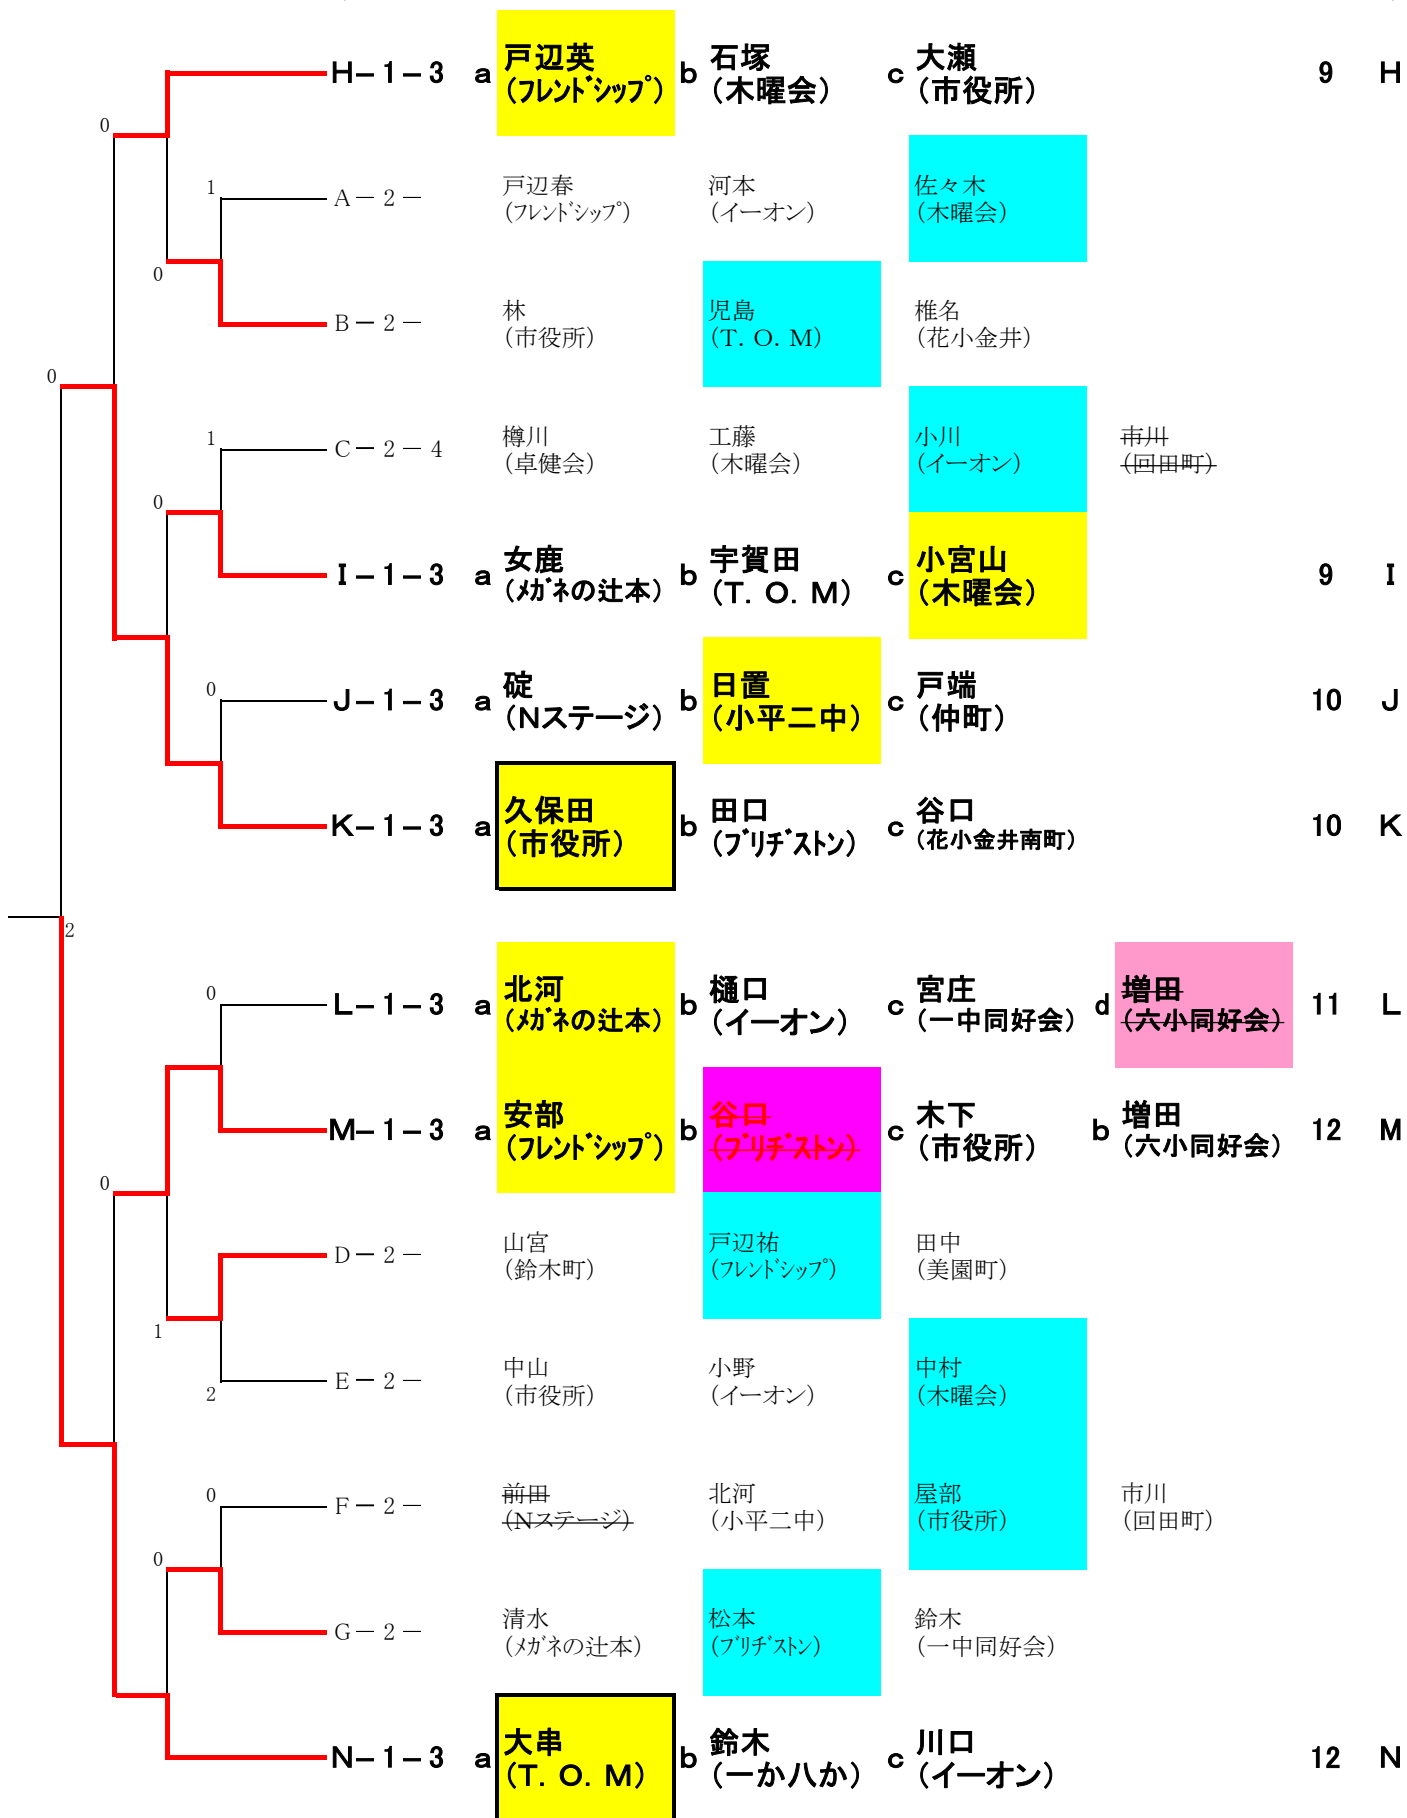 H-1-3 a 戸辺英 b 石塚 c 大瀬 9 H
(フレンドシップ) (木曜会) (市役所)
0
1 A-2- 戸辺春 河本 佐々木
(フレンドシップ) (イーオン) (木曜会)
0
B-2- 林 児島 椎名
(市役所) (T.O.M) (花小金井)
0
1 C-2-4 樽川 工藤 小川 市川
(卓健会) (木曜会) (イーオン) (回田町)
0
I-1-3 a 女鹿 b 宇賀田 c 小宮山 9 I
(メガネの辻本) (T.O.M) (木曜会)
0 J-1-3 a 碇 b 日置 c 戸端 10 J
(Nステージ) (小平二中) (仲町)
K-1-3 a 久保田 b 田口 c 谷口 10 K
(市役所) (ブリヂストン) (花小金井南町)
2
0 L-1-3 a 北河 b 樋口 c 宮庄 d 増田 11 L
(メガネの辻本) (イーオン) (一中同好会) (六小同好会)
M-1-3 a 安部 b 谷口 c 木下 b 増田 12 M
(フレンドシップ) (ブリヂストン) (市役所) (六小同好会)
0
D-2- 山宮 戸辺祐 田中
(鈴木町) (フレンドシップ) (美園町)
1
E-2- 中山 小野 中村
2 (市役所) (イーオン) (木曜会)
0 F-2- 前田 北河 屋部 市川
(Nステージ) (小平二中) (市役所) (回田町)
0
G-2- 清水 松本 鈴木
(メガネの辻本) (ブリヂストン) (一中同好会)
N-1-3 a 大串 b 鈴木 c 川口 12 N
(T.O.M) (一か八か) (イーオン)